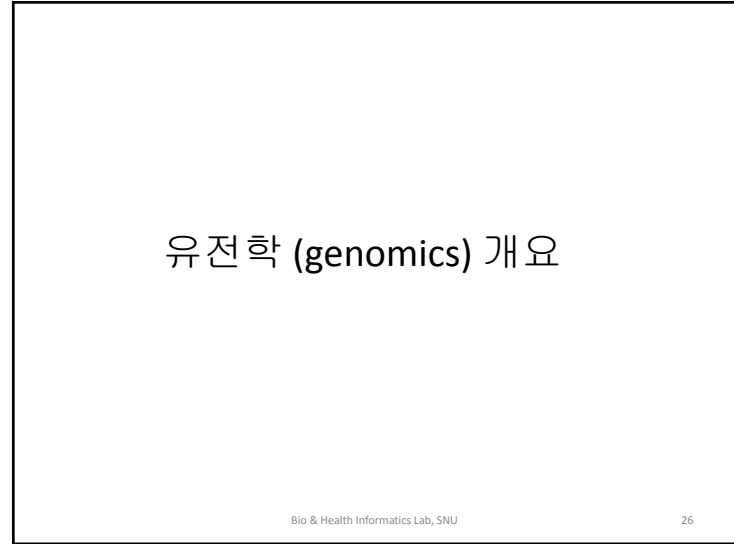 유전학 (genomics) 개요
Bio & Health Informatics Lab, SNU
26